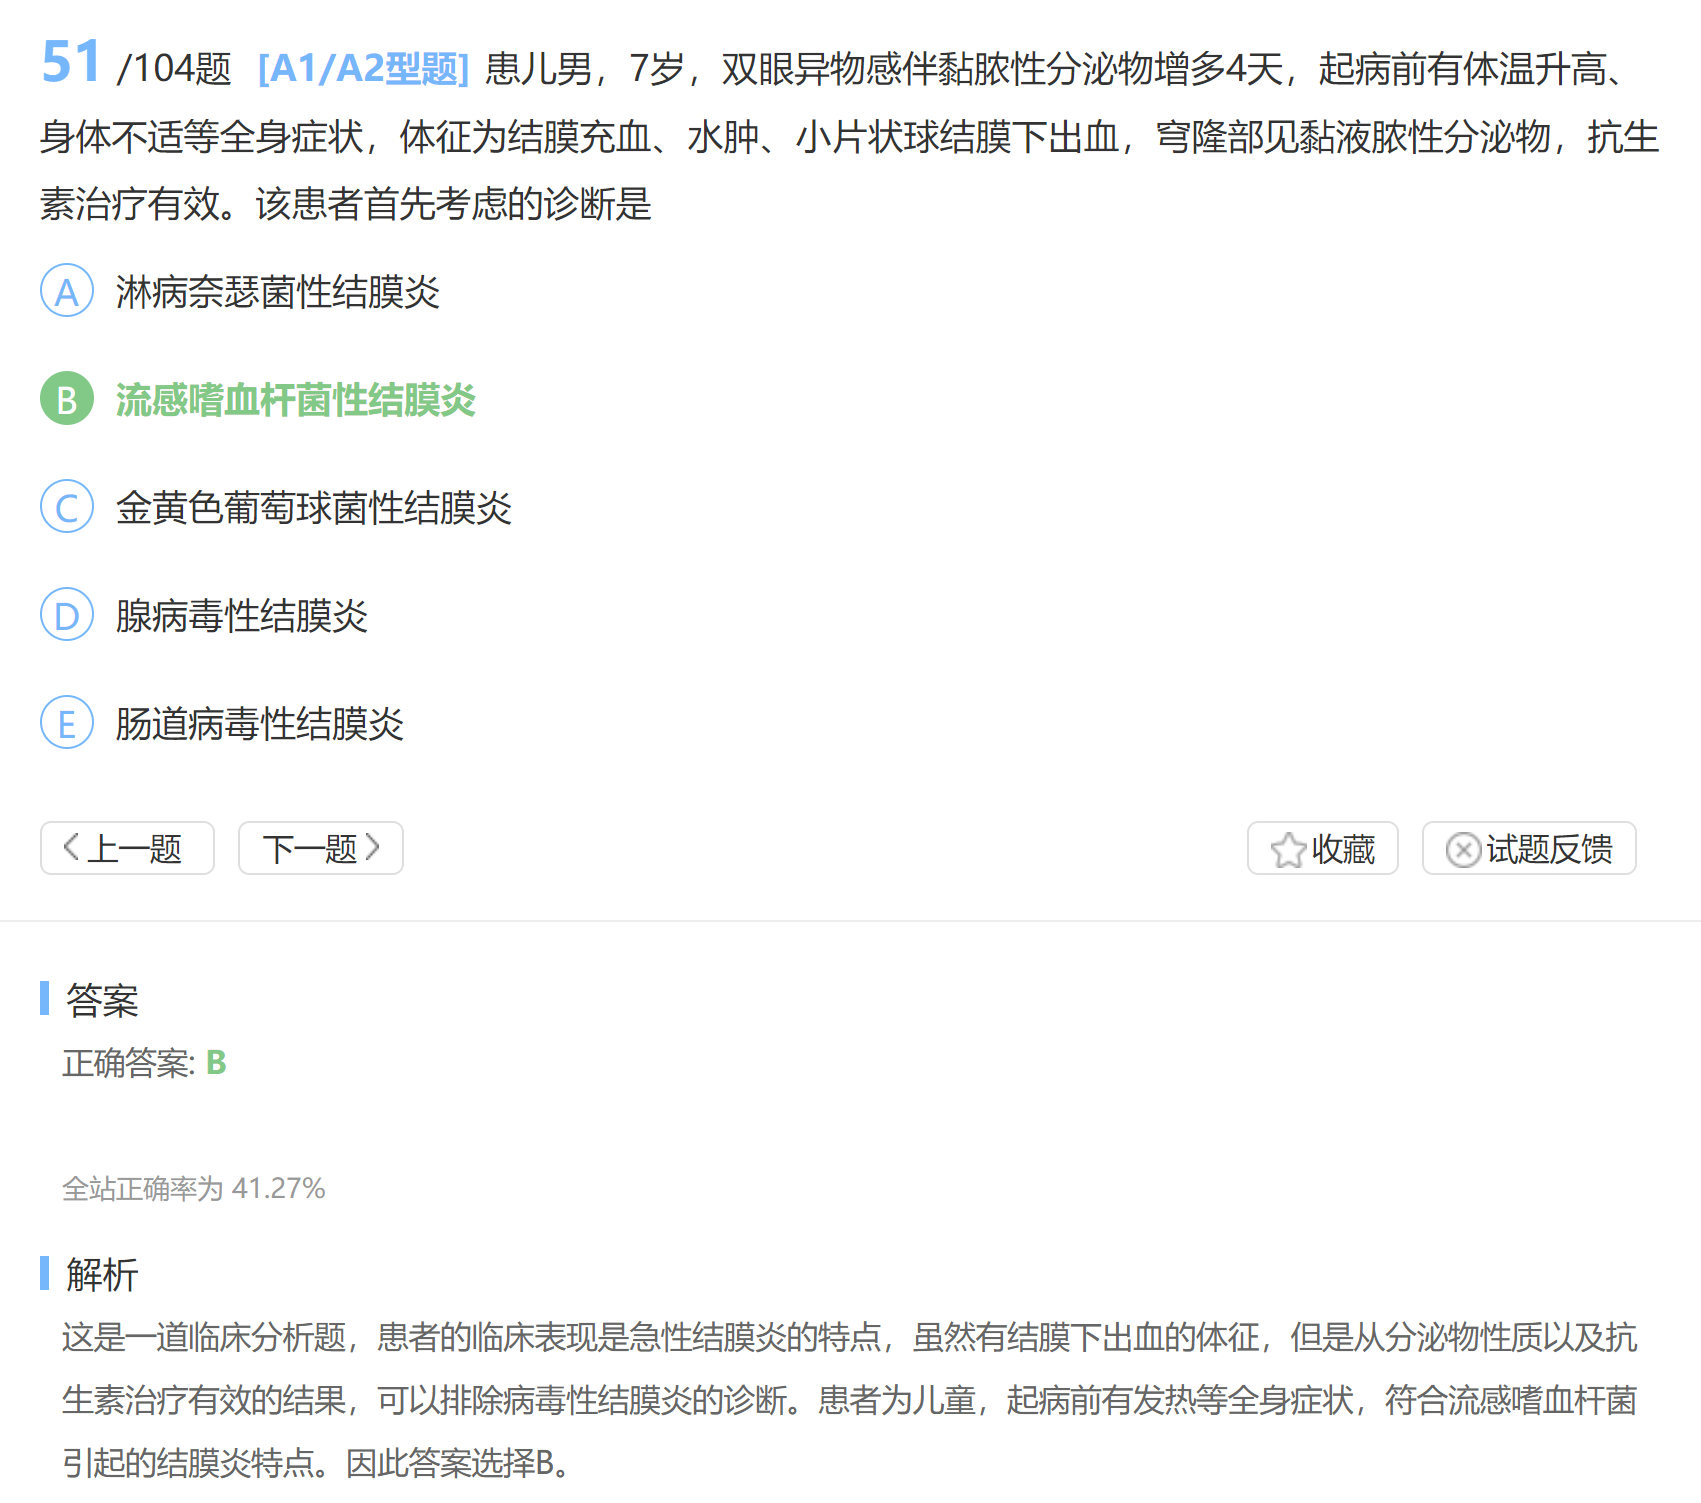 51 /104题 [A1/A2型题] 患儿男，7岁，双眼异物感伴黏脓性分泌物增多4天，起病前有体温升高、
身体不适等全身症状，体征为结膜充血、水肿、小片状球结膜下出血，穹隆部见黏液脓性分泌物，抗生
素治疗有效。该患者首先考虑的诊断是
A 淋病奈瑟菌性结膜炎
B 流感嗜血杆菌性结膜炎
C 金黄色葡萄球菌性结膜炎
D 腺病毒性结膜炎
E 肠道病毒性结膜炎
上一题 下一题 收藏 试题反馈
答案
正确答案: B
全站正确率为 41.27%
解析
这是一道临床分析题，患者的临床表现是急性结膜炎的特点，虽然有结膜下出血的体征，但是从分泌物性质以及抗
生素治疗有效的结果，可以排除病毒性结膜炎的诊断。患者为儿童，起病前有发热等全身症状，符合流感嗜血杆菌
引起的结膜炎特点。因此答案选择B。